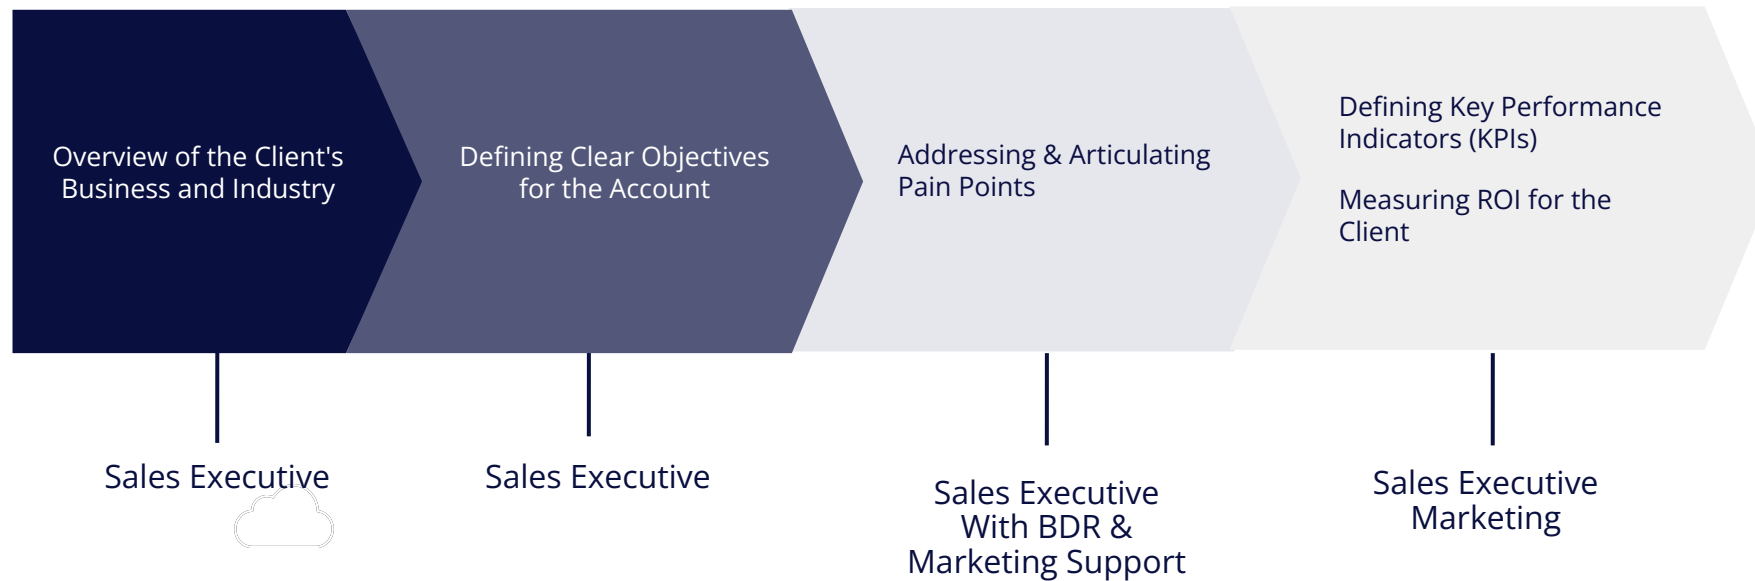 Overview of the Client's
Business and Industry
Defining Clear Objectives
for the Account
Addressing & Articulating
Pain Points
Defining Key Performance
Indicators (KPIs)
Measuring ROI for the
Client
Sales Executive
Sales Executive
Sales Executive
With BDR &
Marketing Support
Sales Executive
Marketing